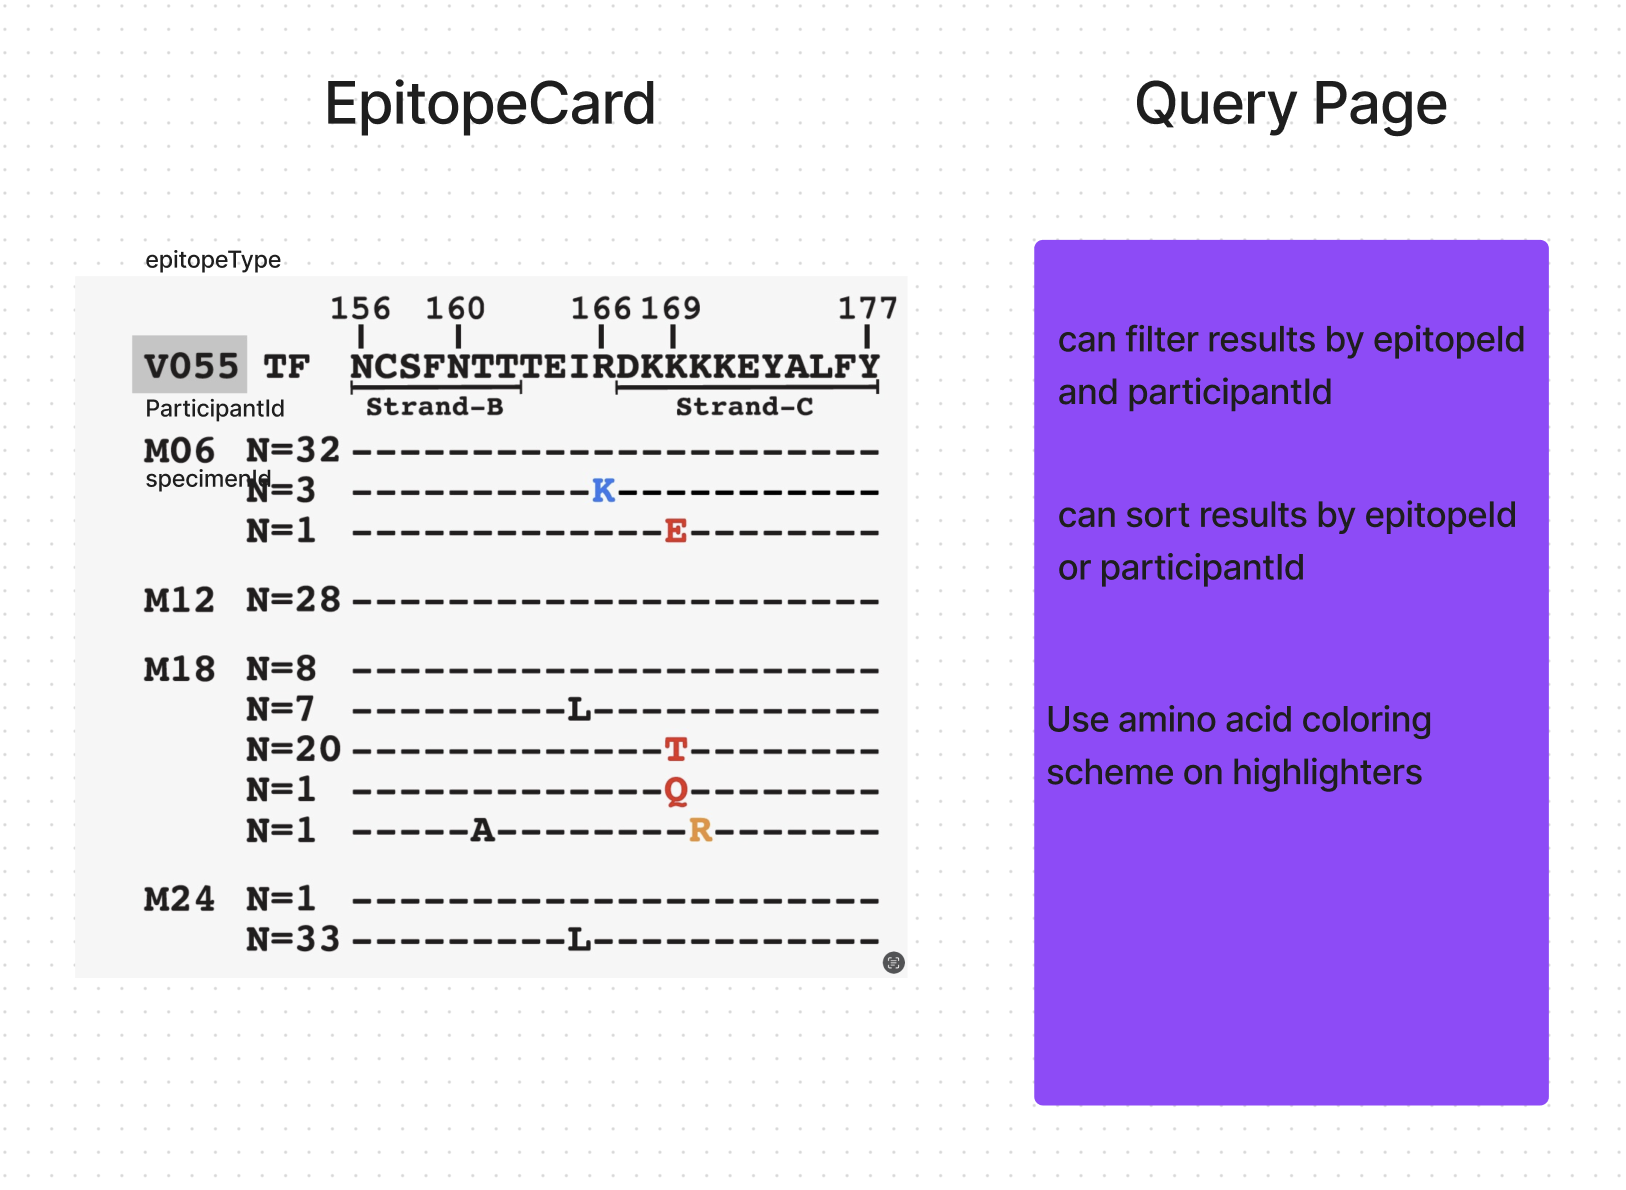 EpitopeCard
Query Page
epitopeType
156 160 166 169 177
V055 TF NCSFNTTTEIRDKKKKEYALFY
Strand-B Strand-C
ParticipantId
M06 N=32 ----------------------
specimenId
N=3 ----------K-----------
N=1 -------------E--------
M12 N=28 ----------------------
M18 N=8 ----------------------
N=7 ---------L------------
N=20 -------------T--------
N=1 -------------Q--------
N=1 -----A--------R-------
M24 N=1 ----------------------
N=33 ---------L------------
can filter results by epitopeId
and participantId
can sort results by epitopeId
or participantId
Use amino acid coloring
scheme on highlighters